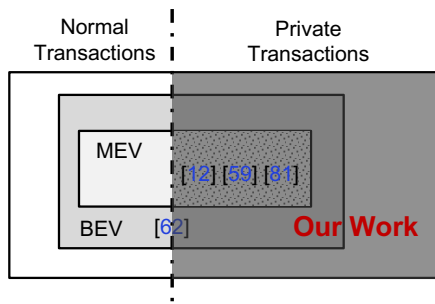 Normal Transactions
Private Transactions
MEV
[12] [59] [81]
BEV
[62]
Our Work